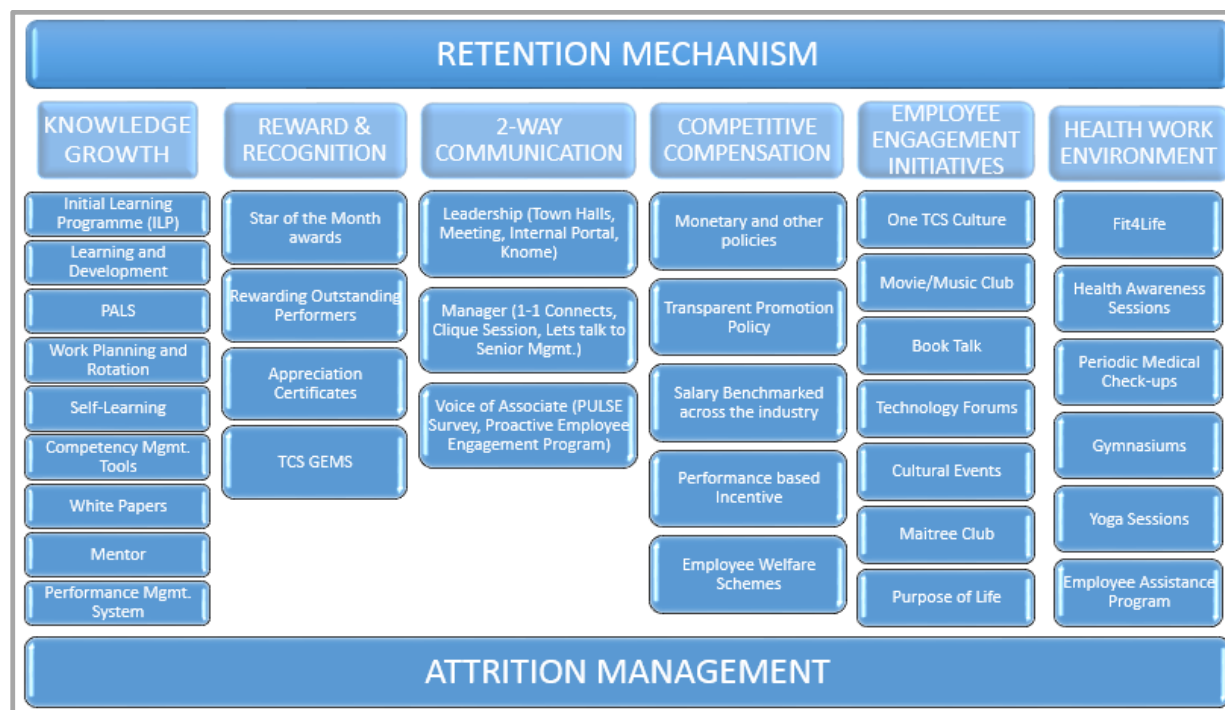 RETENTION MECHANISM
KNOWLEDGE
GROWTH
Initial Learning
Programme (ILP)
Learning and
Development
PALS
Work Planning and
Rotation
Self-Learning
Competency Mgmt.
Tools
White Papers
Mentor
Performance Mgmt.
System
REWARD &
RECOGNITION
Star of the Month
awards
Rewarding Outstanding
Performers
Appreciation
Certificates
TCS GEMS
2-WAY
COMMUNICATION
Leadership (Town Halls,
Meeting, Internal Portal,
Knome)
Manager (1-1 Connects,
Clique Session, Lets talk to
Senior Mgmt.)
Voice of Associate (PULSE
Survey, Proactive Employee
Engagement Program)
COMPETITIVE
COMPENSATION
Monetary and other
policies
Transparent Promotion
Policy
Salary Benchmarked
across the industry
Performance based
Incentive
Employee Welfare
Schemes
EMPLOYEE
ENGAGEMENT
INITIATIVES
One TCS Culture
Movie/Music Club
Book Talk
Technology Forums
Cultural Events
Maitree Club
Purpose of Life
HEALTH WORK
ENVIRONMENT
Fit4Life
Health Awareness
Sessions
Periodic Medical
Check-ups
Gymnasiums
Yoga Sessions
Employee Assistance
Program
ATTRITION MANAGEMENT